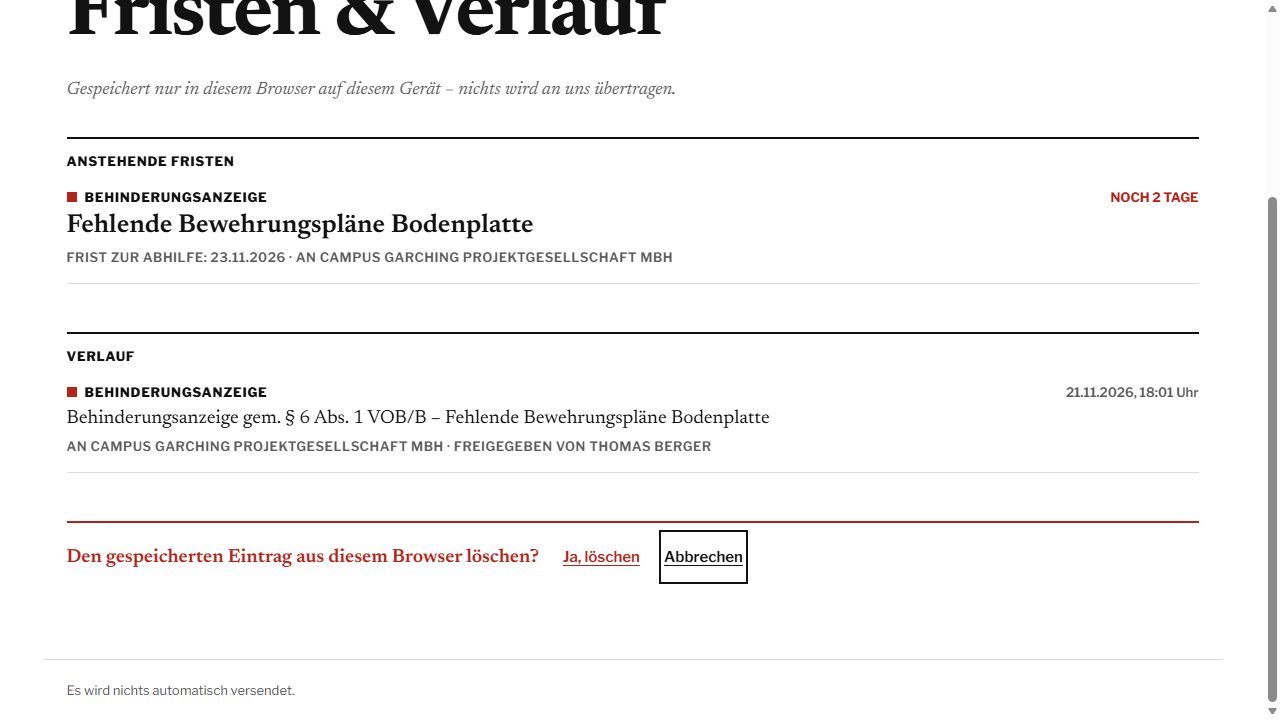 Fristen & Verlauf
Gespeichert nur in diesem Browser auf diesem Gerät – nichts wird an uns übertragen.
ANSTEHENDE FRISTEN
BEHINDERUNGSANZEIGE
NOCH 2 TAGE
Fehlende Bewehrungspläne Bodenplatte
FRIST ZUR ABHILFE: 23.11.2026 · AN CAMPUS GARCHING PROJEKTGESELLSCHAFT MBH
VERLAUF
BEHINDERUNGSANZEIGE
21.11.2026, 18:01 Uhr
Behinderungsanzeige gem. § 6 Abs. 1 VOB/B – Fehlende Bewehrungspläne Bodenplatte
AN CAMPUS GARCHING PROJEKTGESELLSCHAFT MBH · FREIGEGEBEN VON THOMAS BERGER
Den gespeicherten Eintrag aus diesem Browser löschen? Ja, löschen Abbrechen
Es wird nichts automatisch versendet.